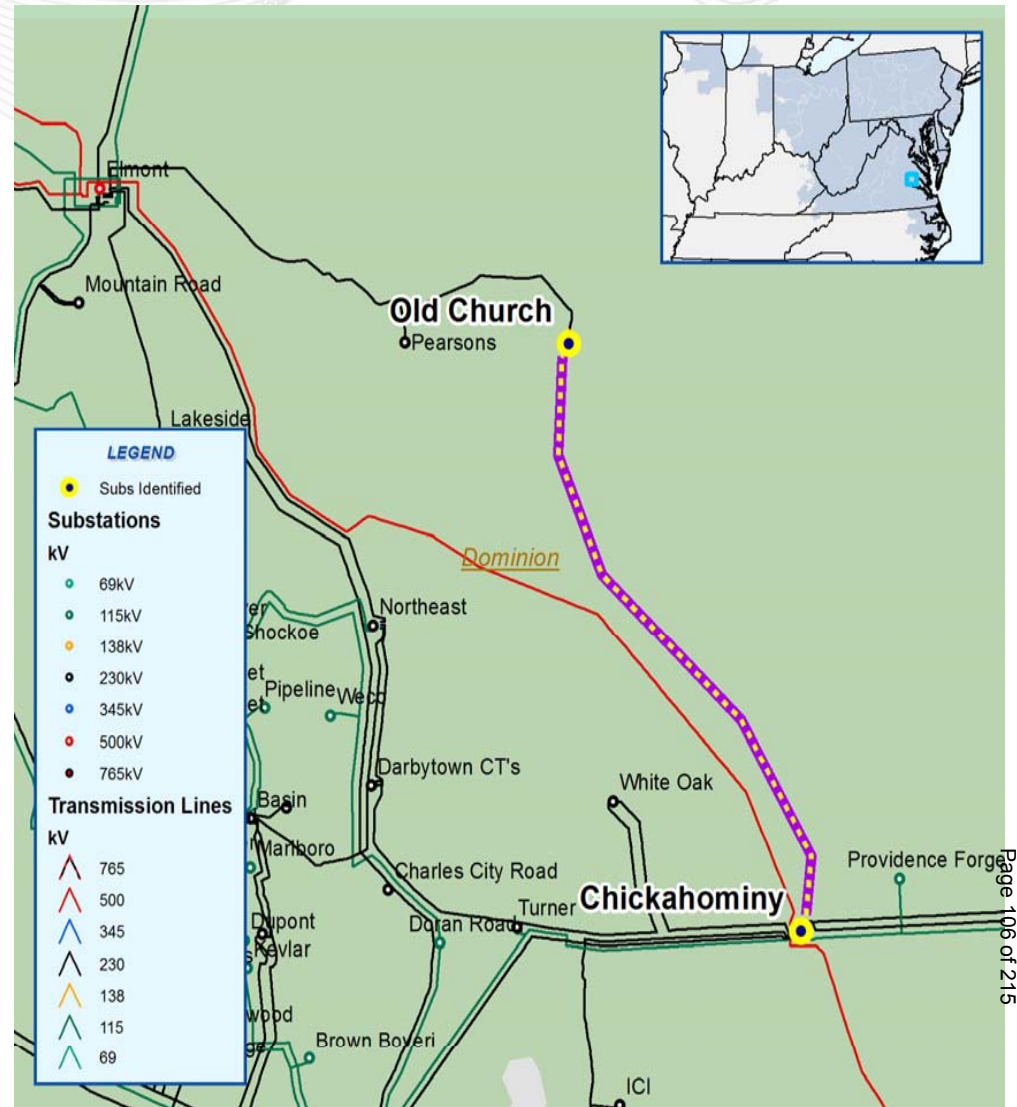 Elmont
Mountain Road
Old Church
Pearsons
Lakeside
LEGEND
Subs Identified
Substations
kV
69kV
115kV
138kV
230kV
345kV
500kV
765kV
Transmission Lines
kV
765
500
345
230
138
115
69
Dominion
Northeast
Shockoe
Pipeline
Weco
Darbytown CT's
Basin
Marlboro
White Oak
Charles City Road
Chickahominy
Providence Forge
Turner
Doran Road
Dupont
Kevlar
Brown Boveri
ICI
Page 106 of 215